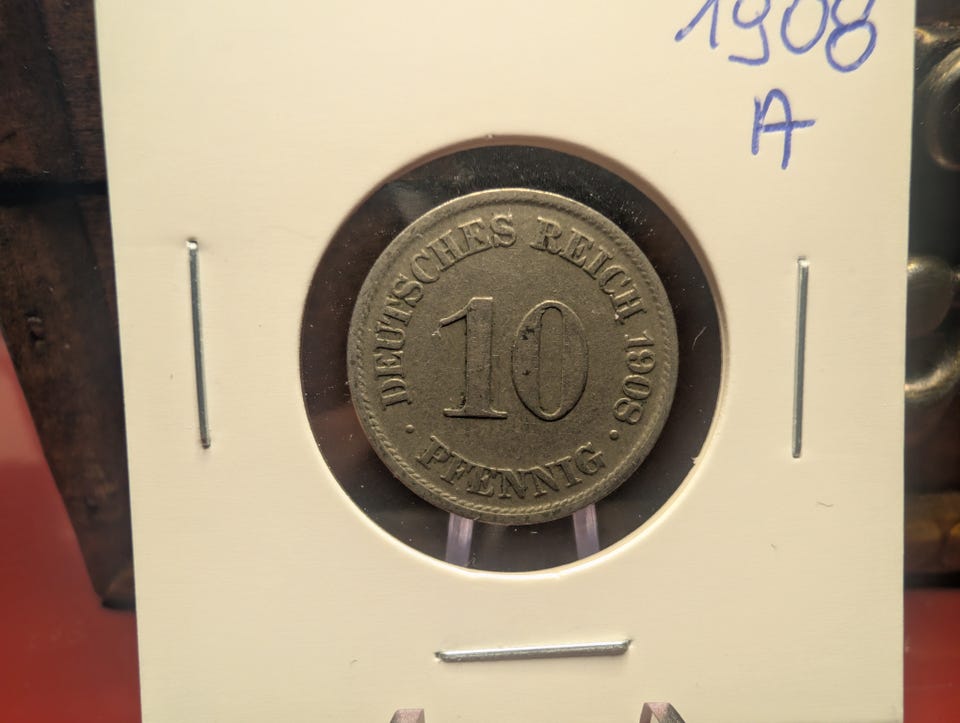 1908
A
DEUTSCHES REICH 1908
10
• PFENNIG •